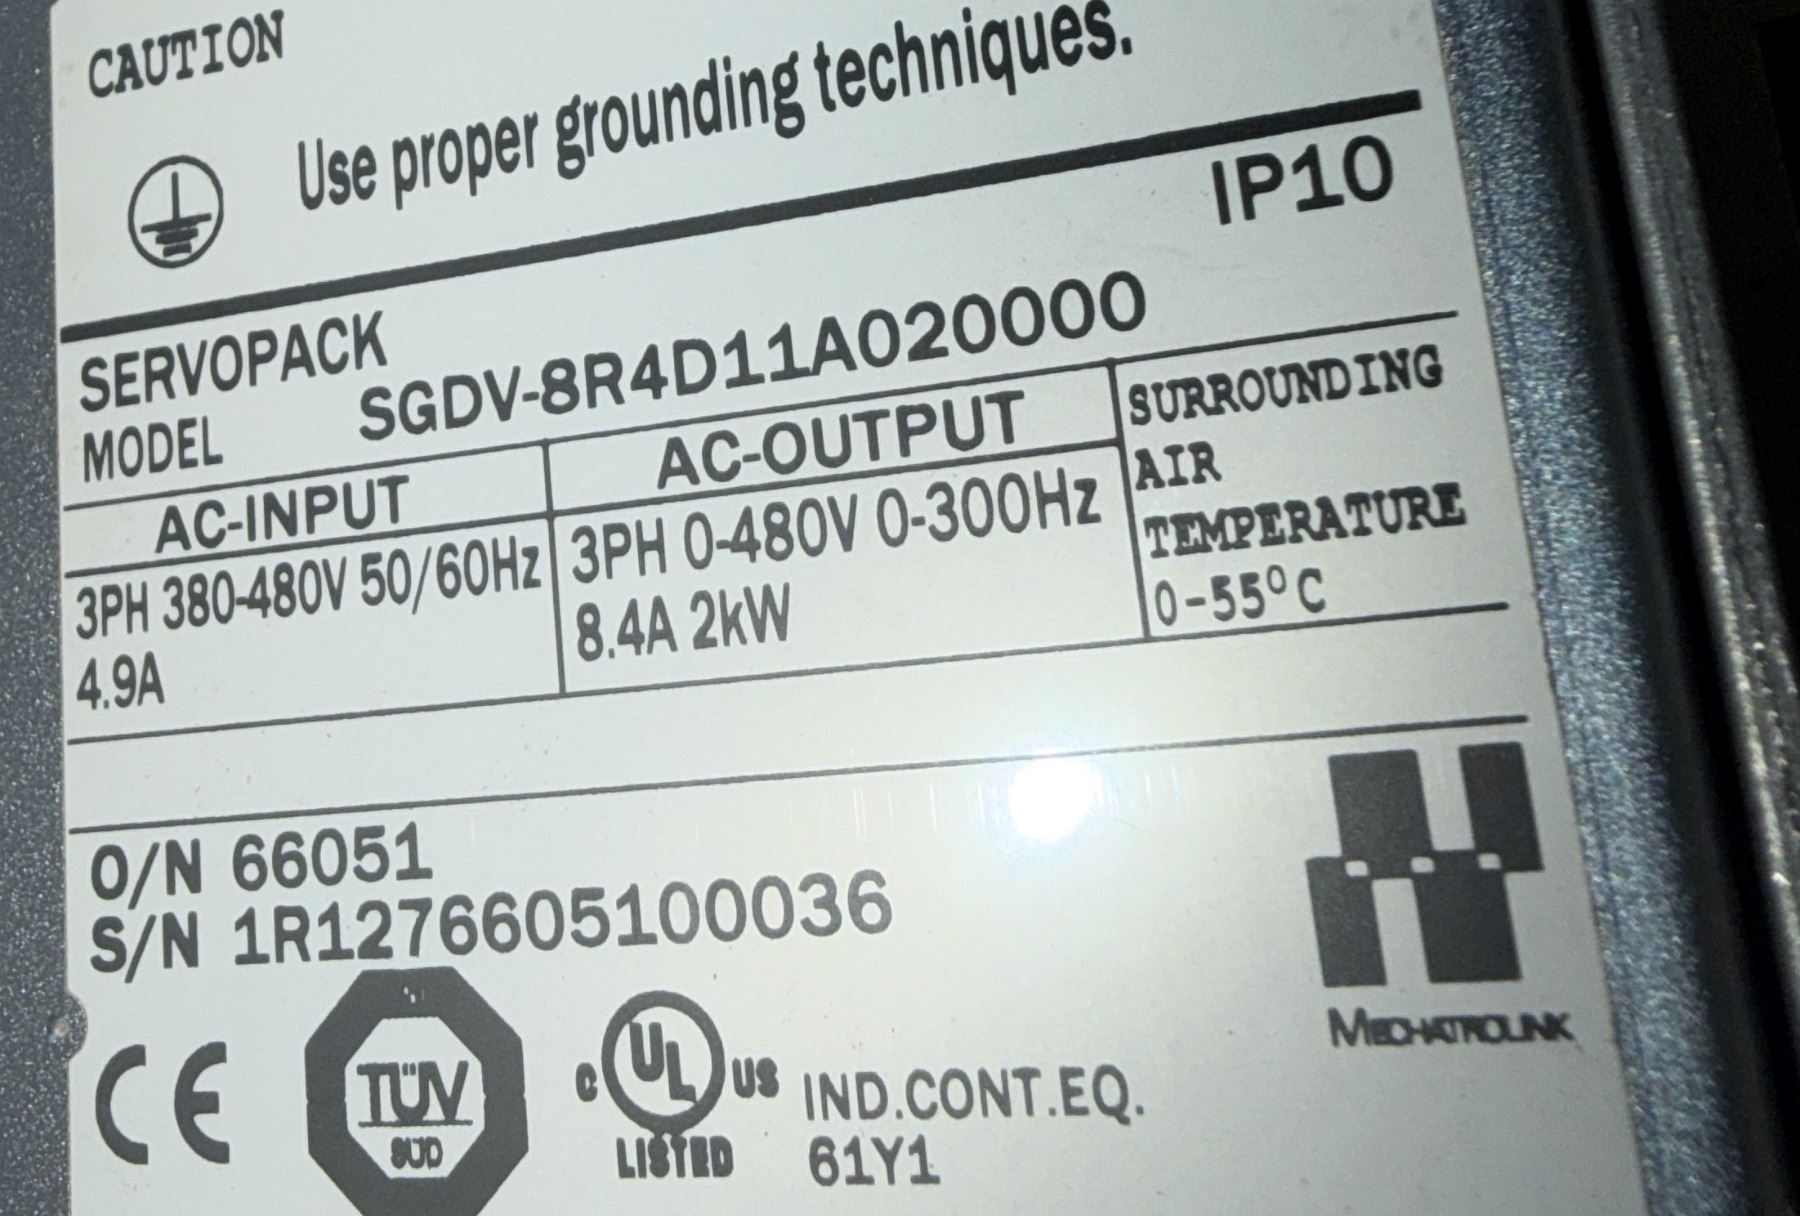 CAUTION
Use proper grounding techniques.
IP10
SERVOPACK
MODEL SGDV-8R4D11A020000
AC-INPUT
3PH 380-480V 50/60Hz
4.9A
AC-OUTPUT
3PH 0-480V 0-300Hz
8.4A 2kW
SURROUNDING
AIR
TEMPERATURE
0-55°C
O/N 66051
S/N 1R1276605100036
MECHATROLINK
CE
TÜV
SÜD
C UL US
LISTED
IND.CONT.EQ.
61Y1